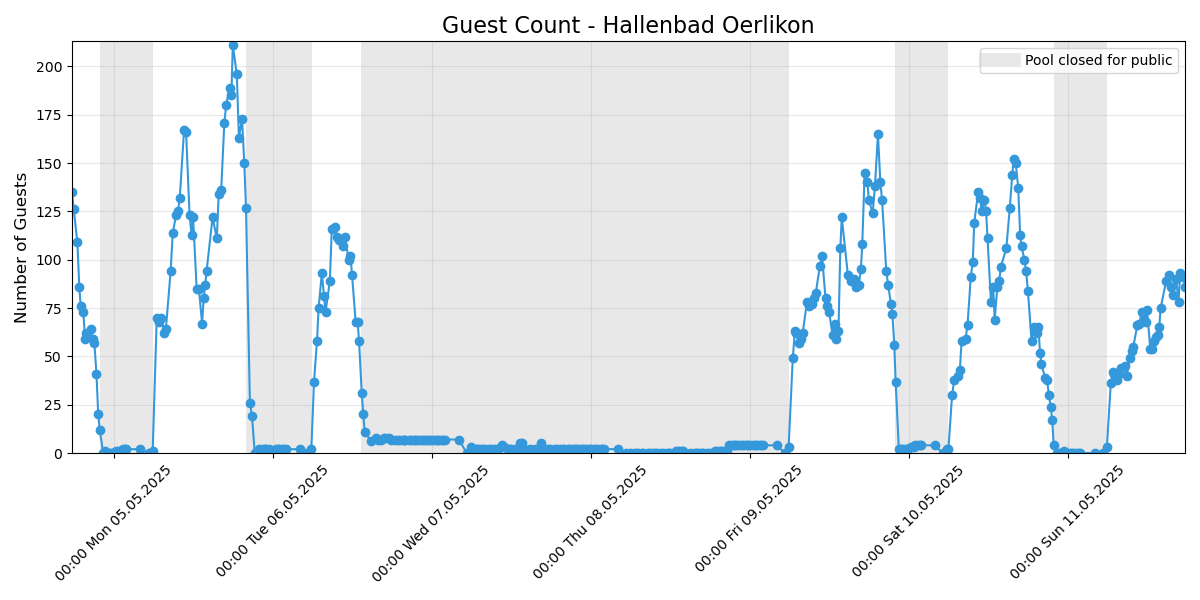 Guest Count - Hallenbad Oerlikon
Pool closed for public
Number of Guests
200
175
150
125
100
75
50
25
0
00:00 Mon 05.05.2025
00:00 Tue 06.05.2025
00:00 Wed 07.05.2025
00:00 Thu 08.05.2025
00:00 Fri 09.05.2025
00:00 Sat 10.05.2025
00:00 Sun 11.05.2025